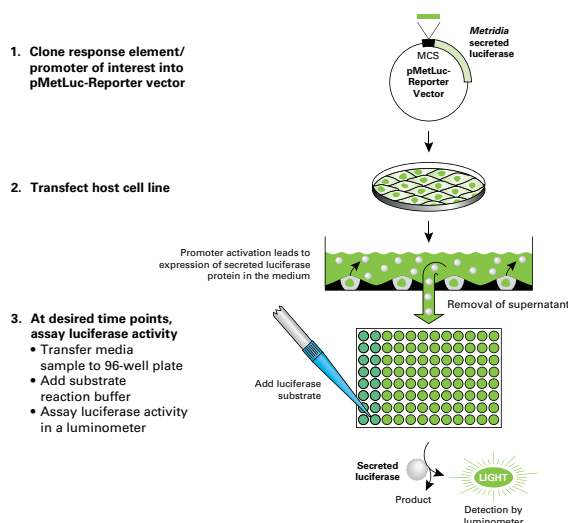 1. Clone response element/
promoter of interest into
pMetLuc-Reporter vector
Metridia
secreted
luciferase
MCS
pMetLuc-
Reporter
Vector
2. Transfect host cell line
Promoter activation leads to
expression of secreted luciferase
protein in the medium
Removal of supernatant
3. At desired time points,
assay luciferase activity
• Transfer media
sample to 96-well plate
• Add substrate
reaction buffer
• Assay luciferase activity
in a luminometer
Add luciferase
substrate
Secreted
luciferase
Product
LIGHT
Detection by
luminometer